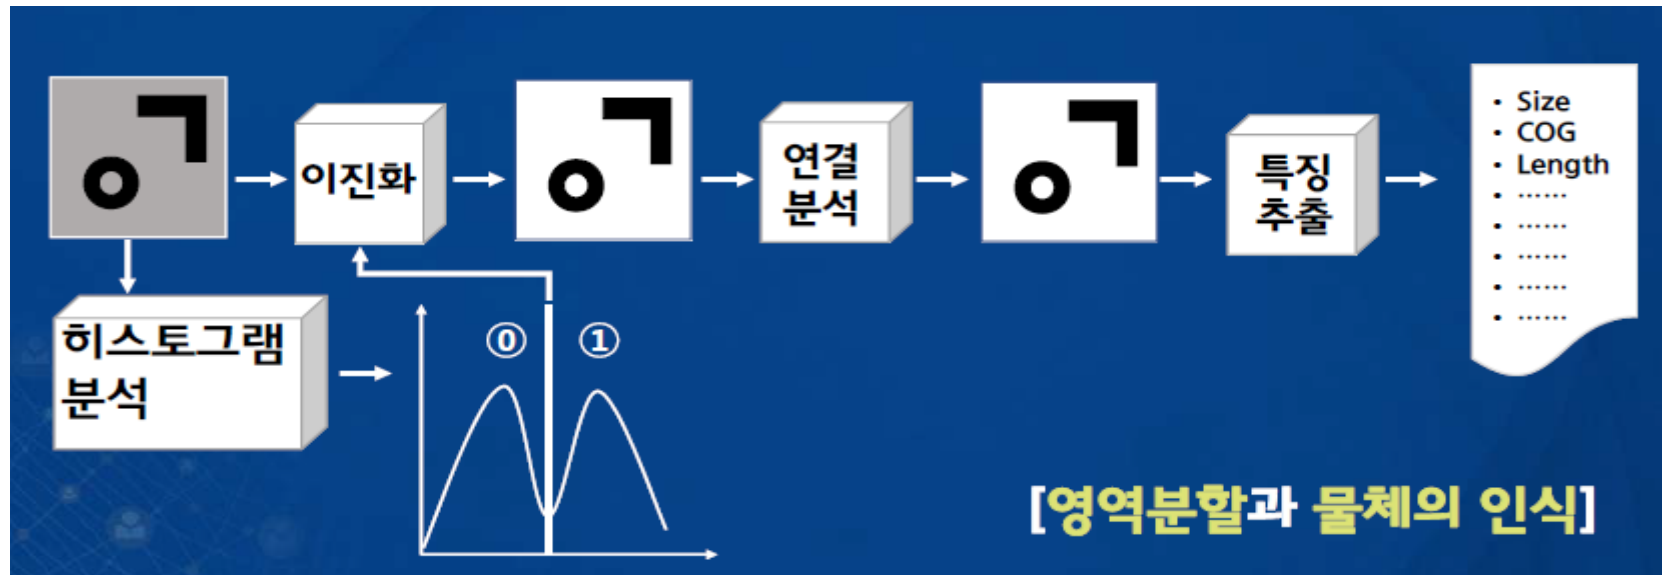 이진화
연결
분석
특징
추출
• Size
• COG
• Length
• ······
• ······
• ······
• ······
• ······
히스토그램
분석
⓪ ①
[영역분할과 물체의 인식]